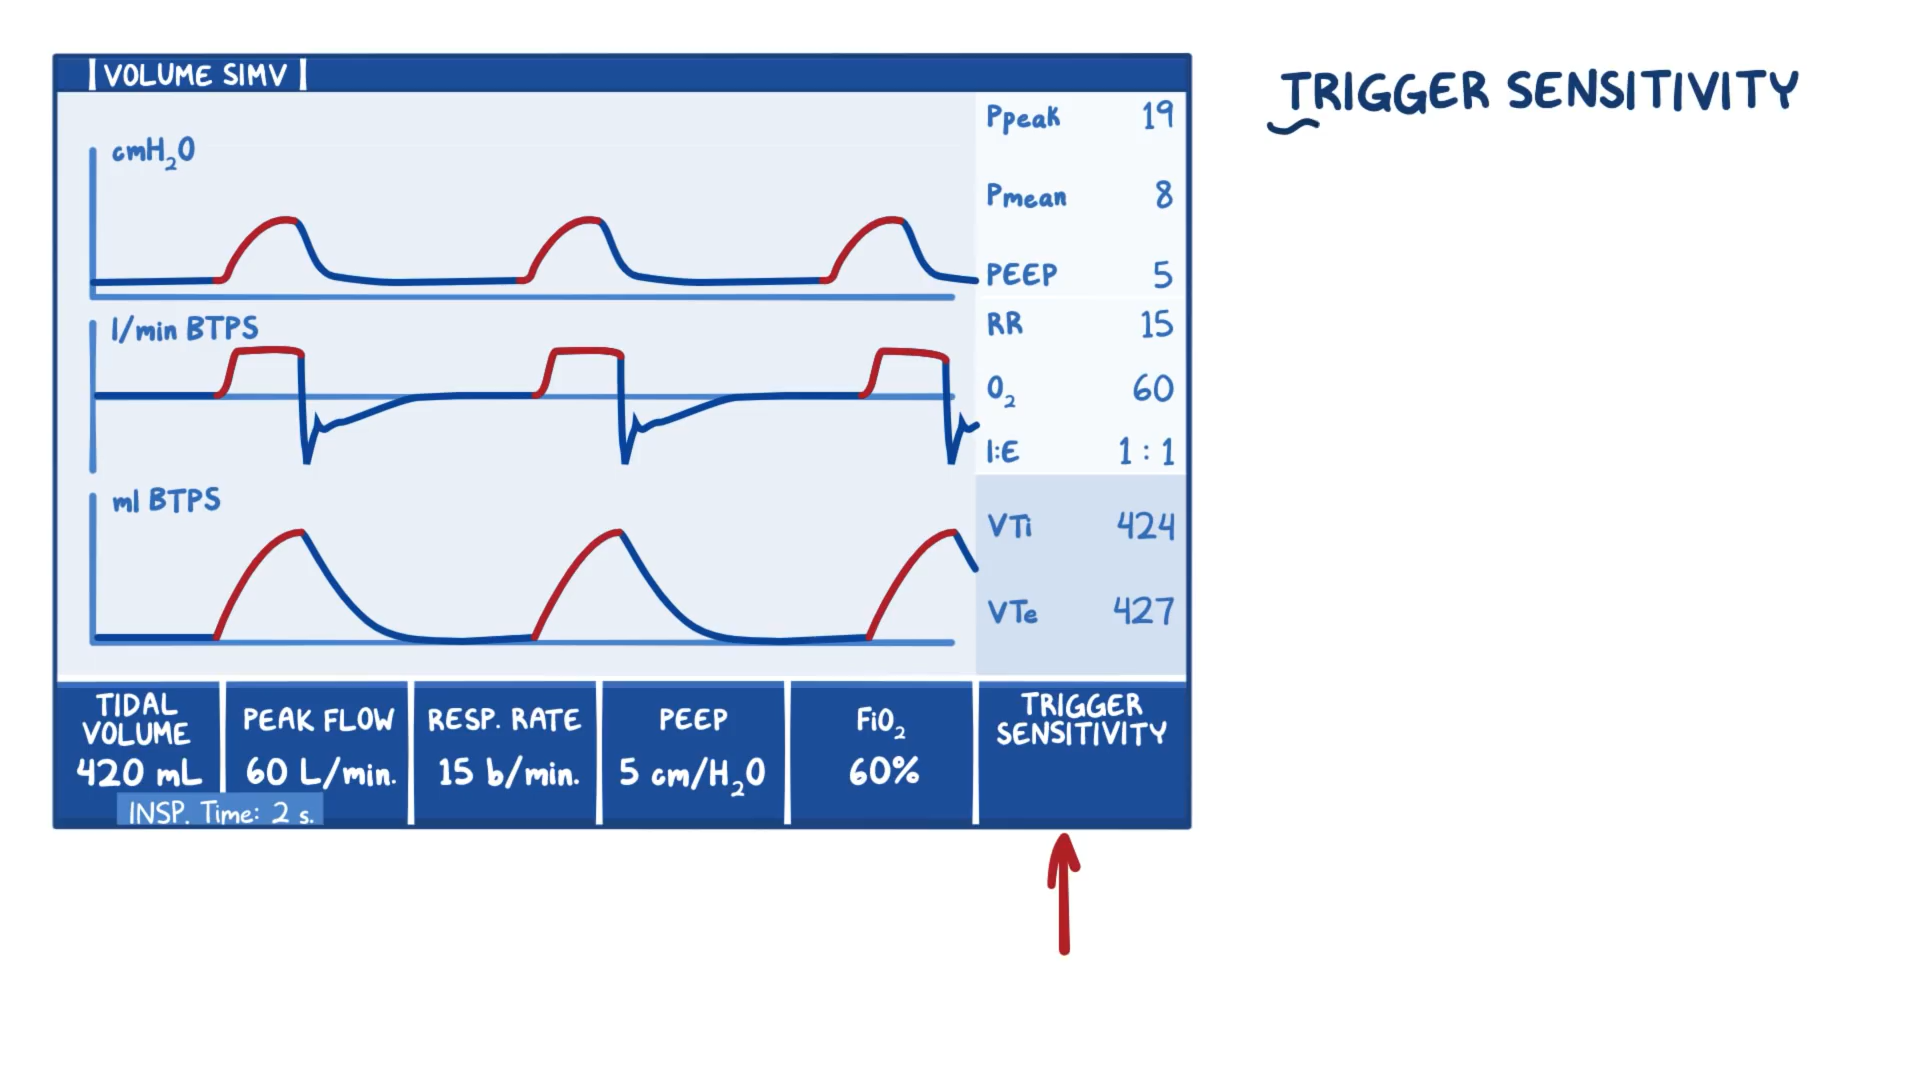 | VOLUME SIMV |
TRIGGER SENSITIVITY
cmH₂O
Ppeak 19
Pmean 8
PEEP 5
l/min BTPS
RR 15
O₂ 60
I:E 1 : 1
ml BTPS
VTi 424
VTe 427
TIDAL
VOLUME
420 mL
INSP. Time: 2 s.
PEAK FLOW
60 L/min.
RESP. RATE
15 b/min.
PEEP
5 cm/H₂O
FiO₂
60%
TRIGGER
SENSITIVITY